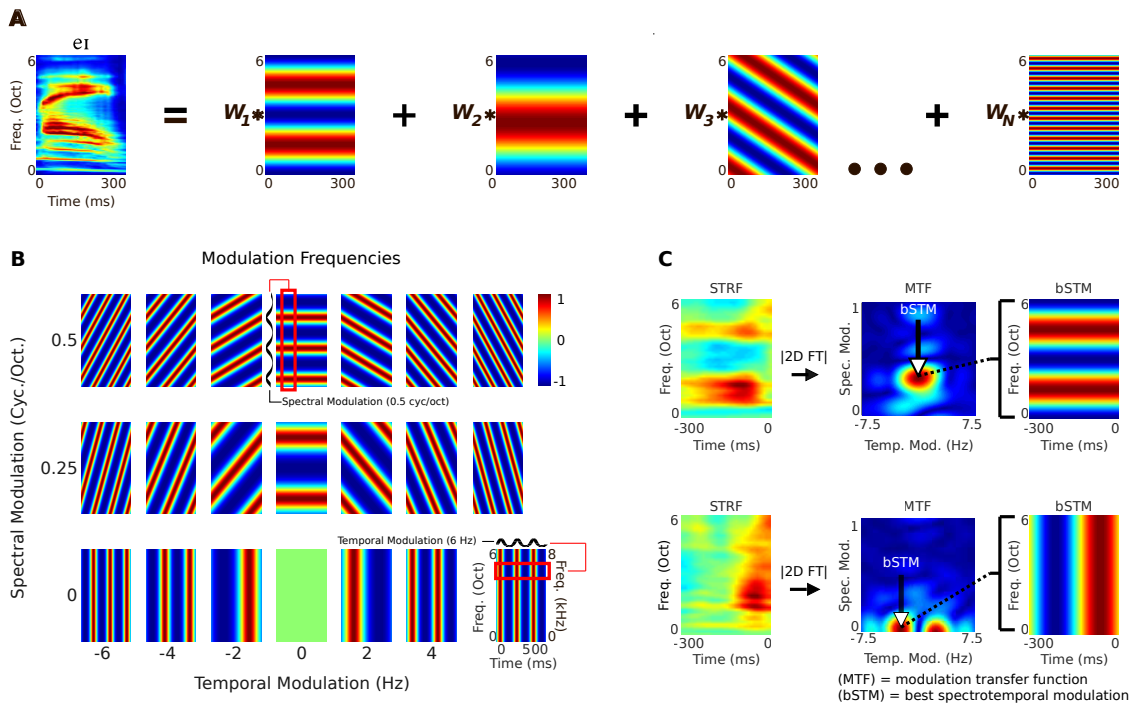 A
eɪ
6
Freq. (Oct)
0
0 300
Time (ms)
=
W1*
6
0
0 300
+
W2*
6
0
0 300
+
W3*
6
0
0 300
+
WN*
6
0
0 300
B
Modulation Frequencies
Spectral Modulation (Cyc./Oct.)
0.5
1
0
-1
Spectral Modulation (0.5 cyc/oct)
0.25
Temporal Modulation (6 Hz)
0
6
Freq. (Oct)
0
8
Freq. (kHz)
0
0 500
Time (ms)
-6 -4 -2 0 2 4
Temporal Modulation (Hz)
C
STRF
6
Freq. (Oct)
0
-300 0
Time (ms)
|2D FT|
MTF
bSTM
1
Spec. Mod.
0
-7.5 7.5
Temp. Mod. (Hz)
bSTM
6
Freq. (Oct)
0
-300 0
Time (ms)
STRF
6
Freq. (Oct)
0
-300 0
Time (ms)
|2D FT|
MTF
bSTM
1
Spec. Mod.
0
-7.5 7.5
Temp. Mod. (Hz)
bSTM
6
Freq. (Oct)
0
-300 0
Time (ms)
(MTF) = modulation transfer function
(bSTM) = best spectrotemporal modulation